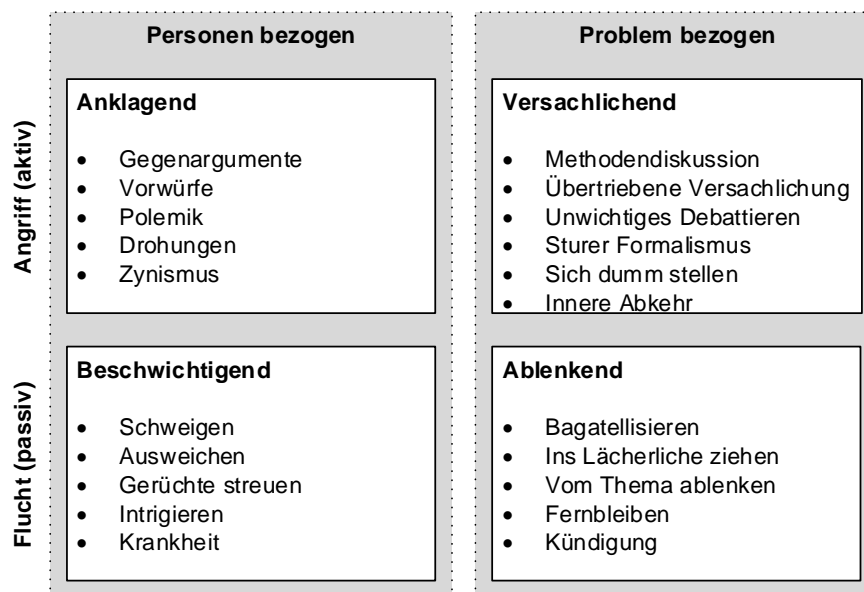 Personen bezogen
Problem bezogen
Angriff (aktiv)
Anklagend
• Gegenargumente
• Vorwürfe
• Polemik
• Drohungen
• Zynismus
Versachlichend
• Methodendiskussion
• Übertriebene Versachlichung
• Unwichtiges Debattieren
• Sturer Formalismus
• Sich dumm stellen
• Innere Abkehr
Flucht (passiv)
Beschwichtigend
• Schweigen
• Ausweichen
• Gerüchte streuen
• Intrigieren
• Krankheit
Ablenkend
• Bagatellisieren
• Ins Lächerliche ziehen
• Vom Thema ablenken
• Fernbleiben
• Kündigung